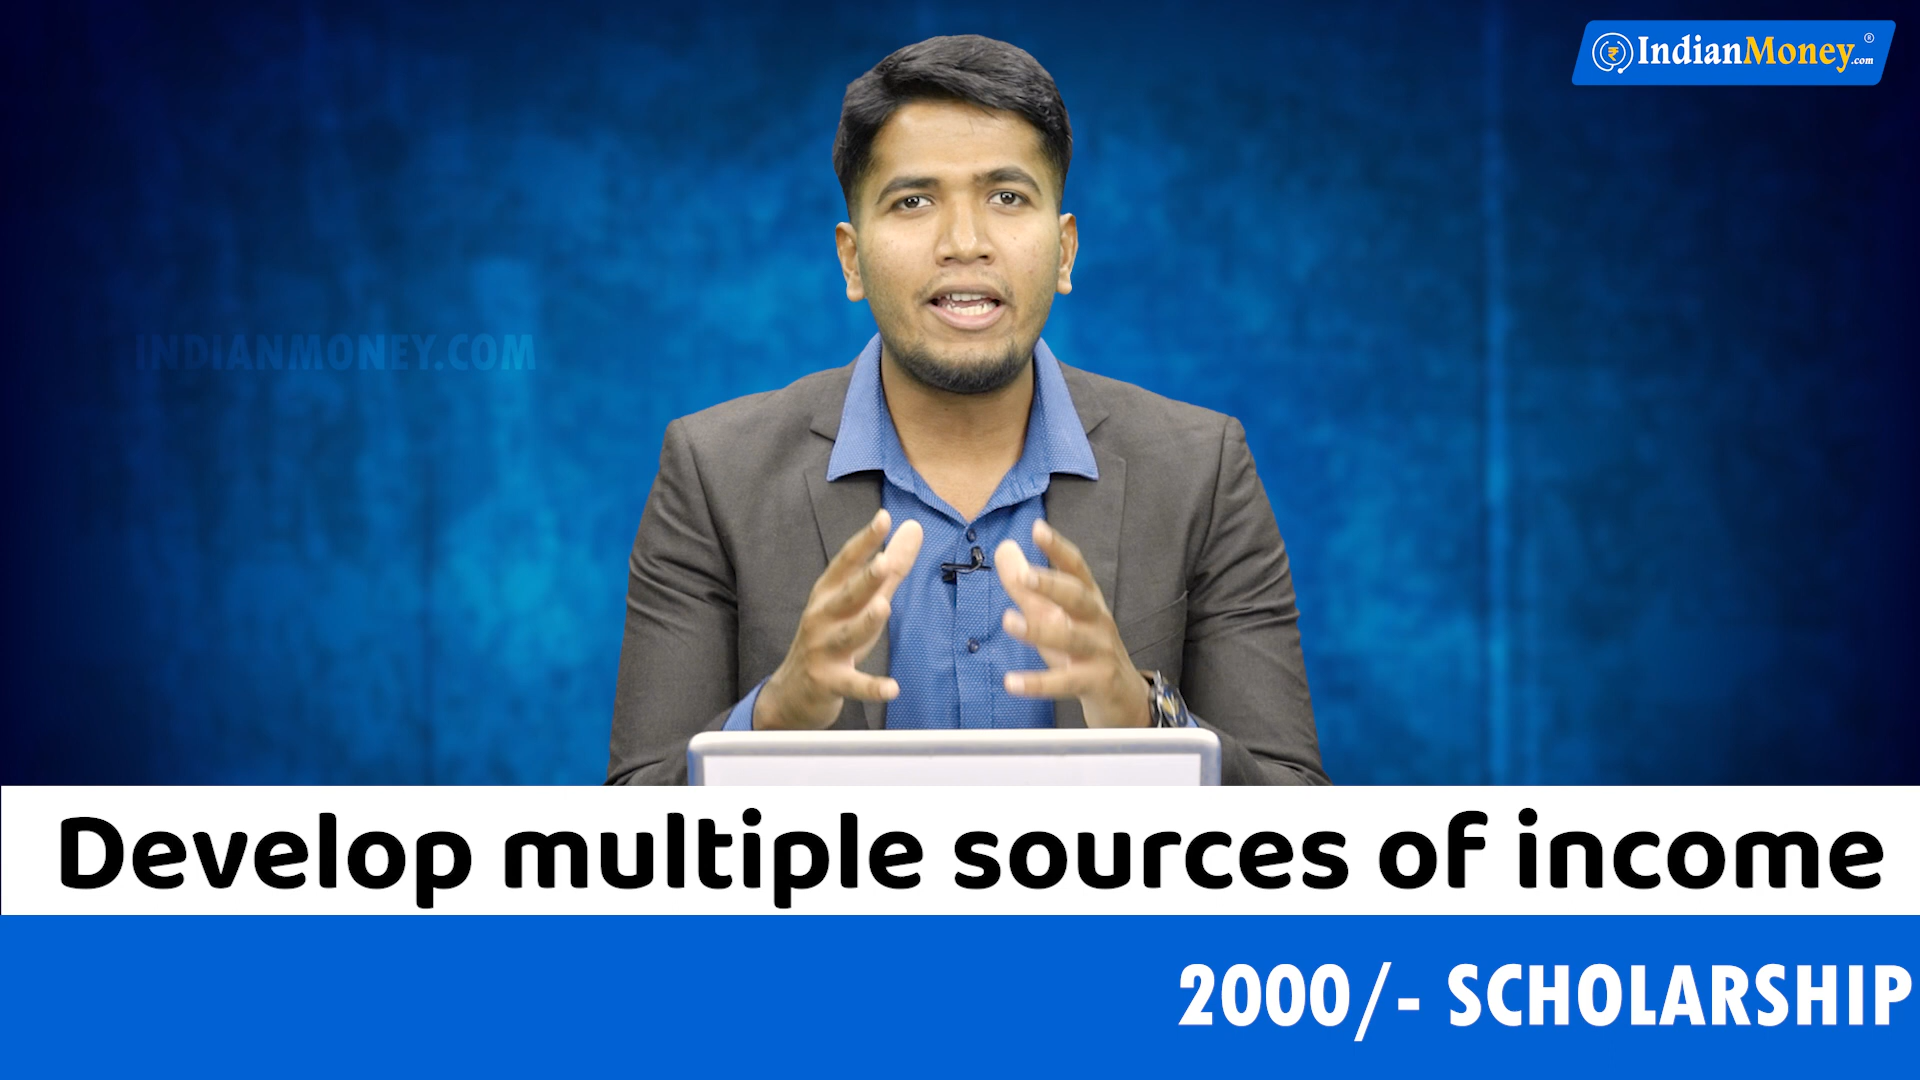 IndianMoney.com®
INDIANMONEY.COM
Develop multiple sources of income
2000/- SCHOLARSHIP